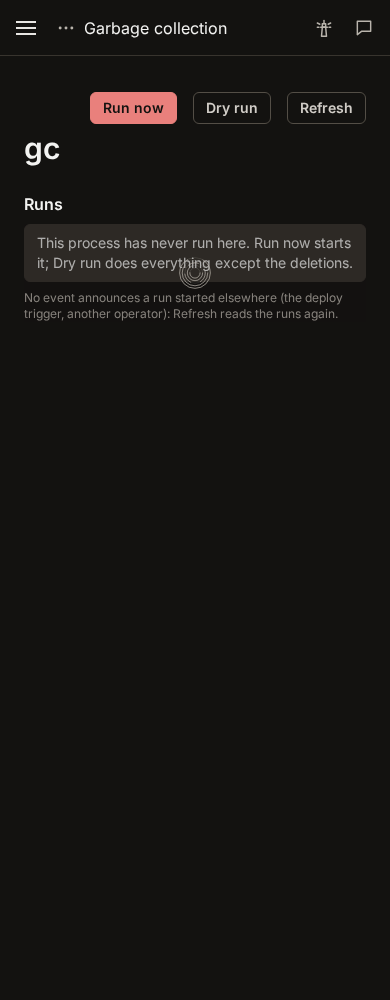 Garbage collection
Run now
Dry run
Refresh
gc
Runs
This process has never run here. Run now starts
it; Dry run does everything except the deletions.
No event announces a run started elsewhere (the deploy
trigger, another operator): Refresh reads the runs again.